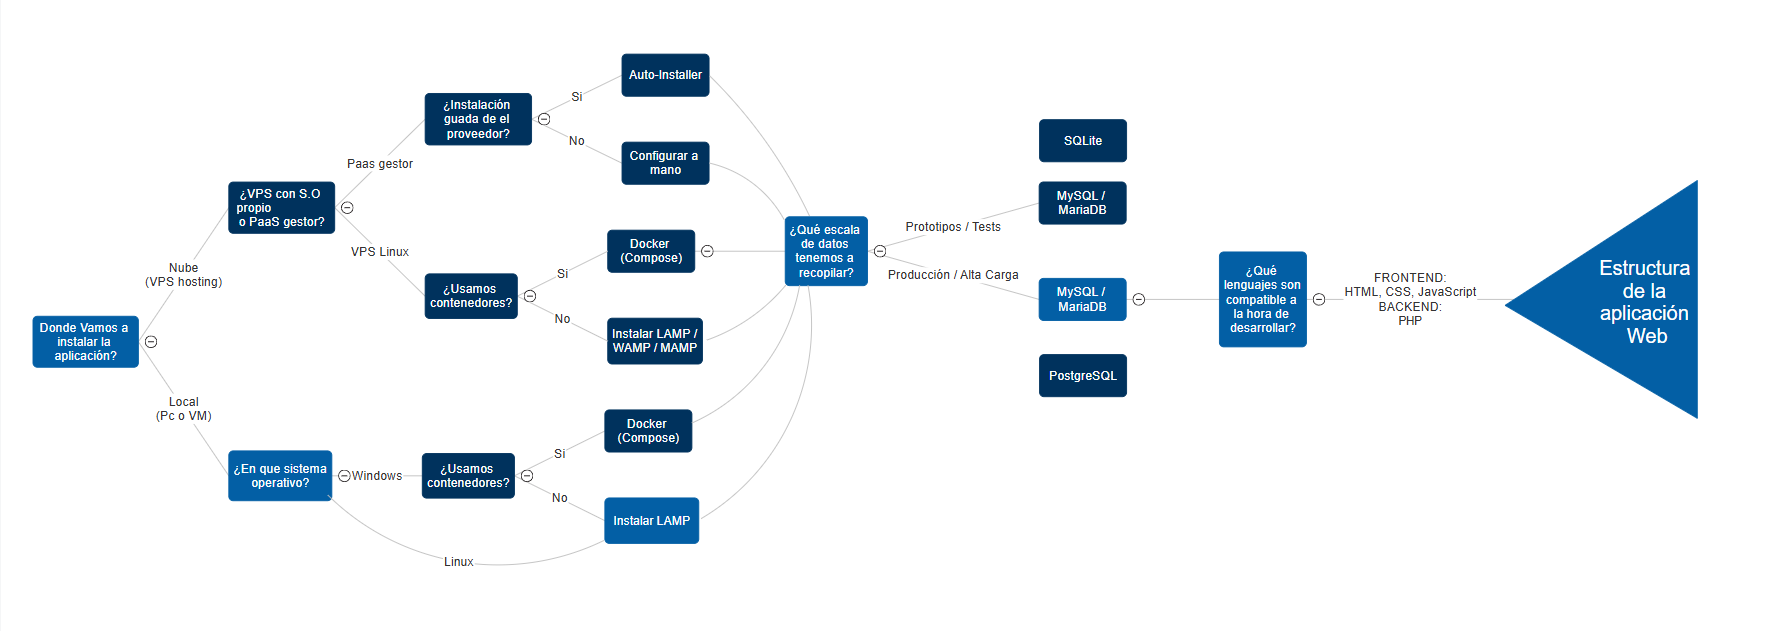 Donde Vamos a
instalar la
aplicación?
Nube
(VPS hosting)
Local
(Pc o VM)
¿VPS con S.O
propio
o PaaS gestor?
Paas gestor
VPS Linux
¿Instalación
guada de el
proveedor?
Si
No
Auto-Installer
Configurar a
mano
¿Usamos
contenedores?
Si
No
Docker
(Compose)
Instalar LAMP /
WAMP / MAMP
¿En que sistema
operativo?
Windows
Linux
¿Usamos
contenedores?
Si
No
Docker
(Compose)
Instalar LAMP
¿Qué escala
de datos
tenemos a
recopilar?
Prototipos / Tests
Producción / Alta Carga
SQLite
MySQL /
MariaDB
MySQL /
MariaDB
PostgreSQL
¿Qué
lenguajes son
compatible a
la hora de
desarrollar?
FRONTEND:
HTML, CSS, JavaScript
BACKEND:
PHP
Estructura
de la
aplicación
Web